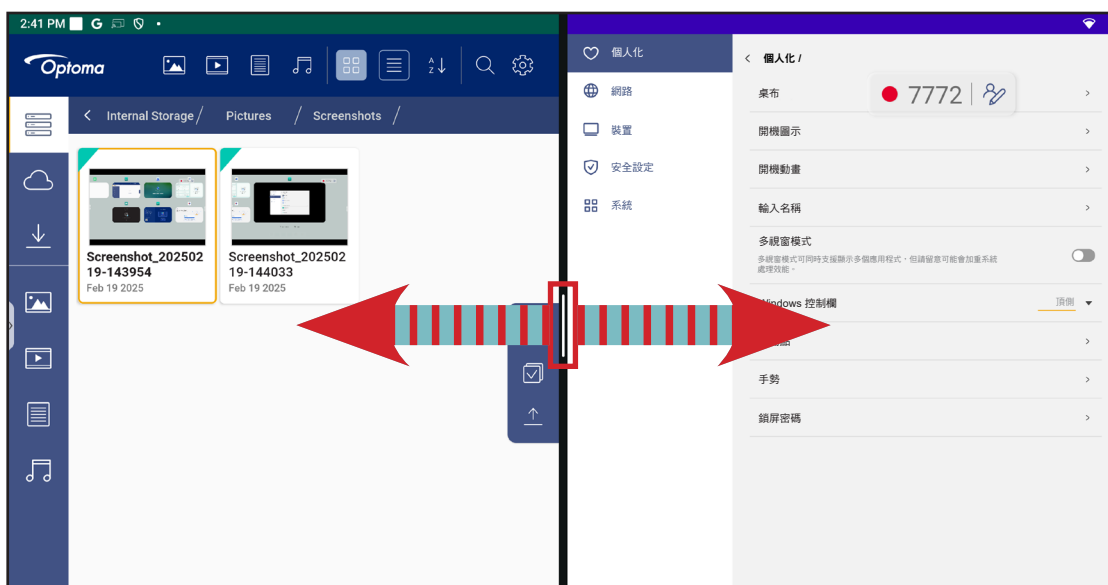 2:41 PM
Optoma
Internal Storage / Pictures / Screenshots /
Screenshot_202502
19-143954
Feb 19 2025
Screenshot_202502
19-144033
Feb 19 2025
個人化
網路
裝置
安全設定
系統
個人化 /
7772
桌布
開機圖示
開機動畫
輸入名稱
多視窗模式
多視窗模式可同時支援顯示多個應用程式，但請留意可能會加重系統
處理效能。
Windows 控制欄
頂側
手勢
鎖屏密碼